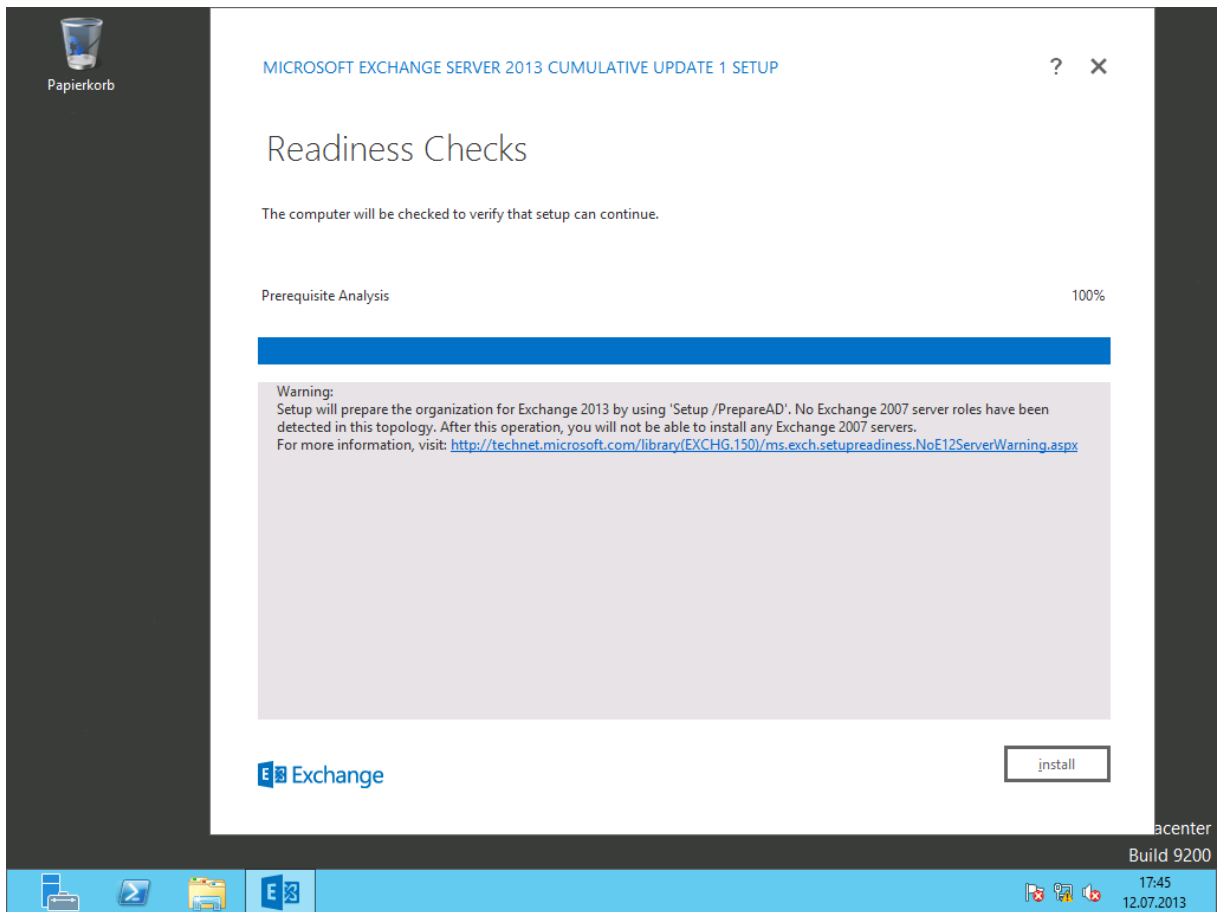 Papierkorb
MICROSOFT EXCHANGE SERVER 2013 CUMULATIVE UPDATE 1 SETUP
?
Readiness Checks
The computer will be checked to verify that setup can continue.
Prerequisite Analysis 100%
Warning:
Setup will prepare the organization for Exchange 2013 by using 'Setup /PrepareAD'. No Exchange 2007 server roles have been
detected in this topology. After this operation, you will not be able to install any Exchange 2007 servers.
For more information, visit: http://technet.microsoft.com/library(EXCHG.150)/ms.exch.setupreadiness.NoE12ServerWarning.aspx
E Exchange
install
acenter
Build 9200
E
17:45
12.07.2013